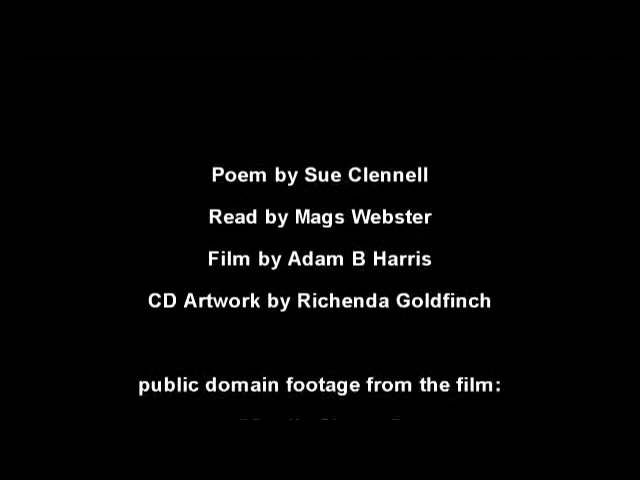 Poem by Sue Clennell
Read by Mags Webster
Film by Adam B Harris
CD Artwork by Richenda Goldfinch
public domain footage from the film: